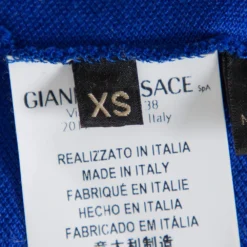 GIAN SACE SpA
XS
Vi 38
20 Italy
REALIZZATO IN ITALIA
MADE IN ITALY
FABRIQUÉ EN ITALIE
HECHO EN ITALIA
FABRICADO EM ITÁLIA
意大利制造